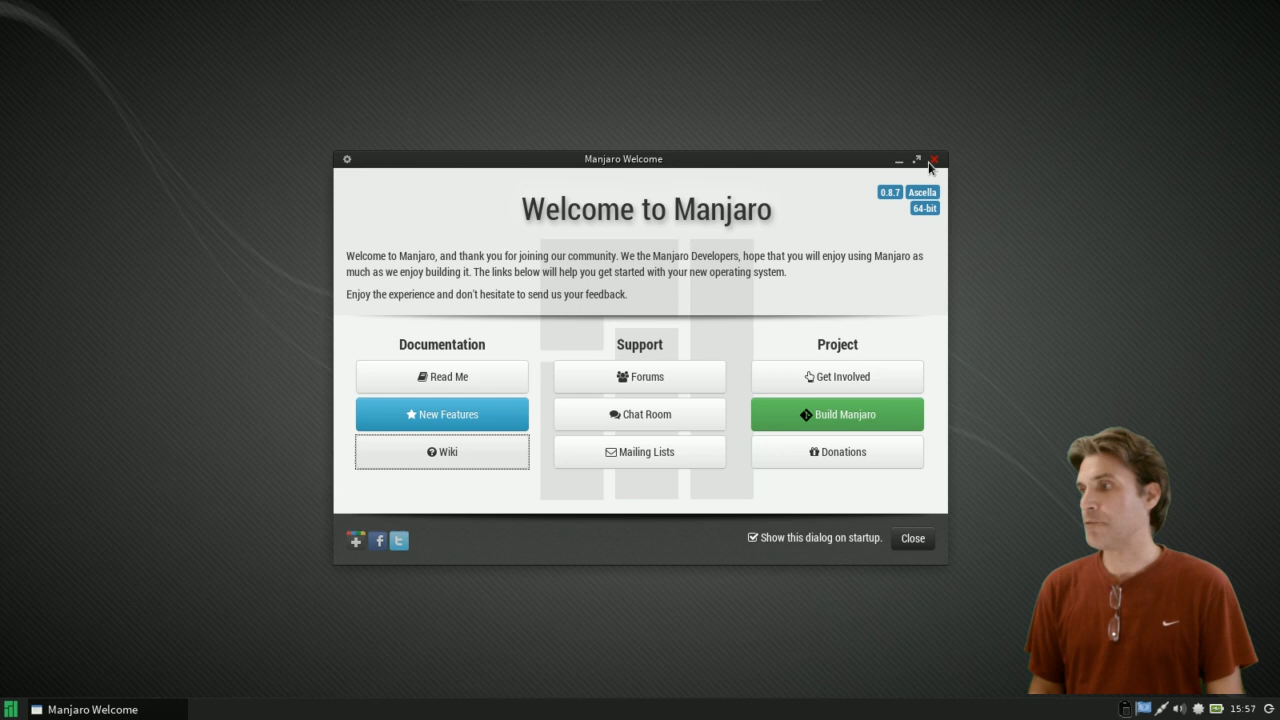 Manjaro Welcome
0.8.7 Ascella
64-bit
Welcome to Manjaro
Welcome to Manjaro, and thank you for joining our community. We the Manjaro Developers, hope that you will enjoy using Manjaro as
much as we enjoy building it. The links below will help you get started with your new operating system.
Enjoy the experience and don't hesitate to send us your feedback.
Documentation
Support
Project
Read Me
Forums
Get Involved
New Features
Chat Room
Build Manjaro
Wiki
Mailing Lists
Donations
Show this dialog on startup.
Close
Manjaro Welcome
15:57